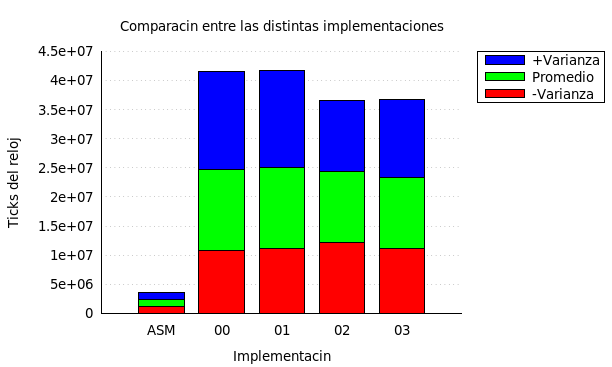 Comparacin entre las distintas implementaciones
4.5e+07
4e+07
3.5e+07
3e+07
2.5e+07
2e+07
1.5e+07
1e+07
5e+06
0
Ticks del reloj
ASM 00 01 02 03
Implementacin
+Varianza
Promedio
-Varianza